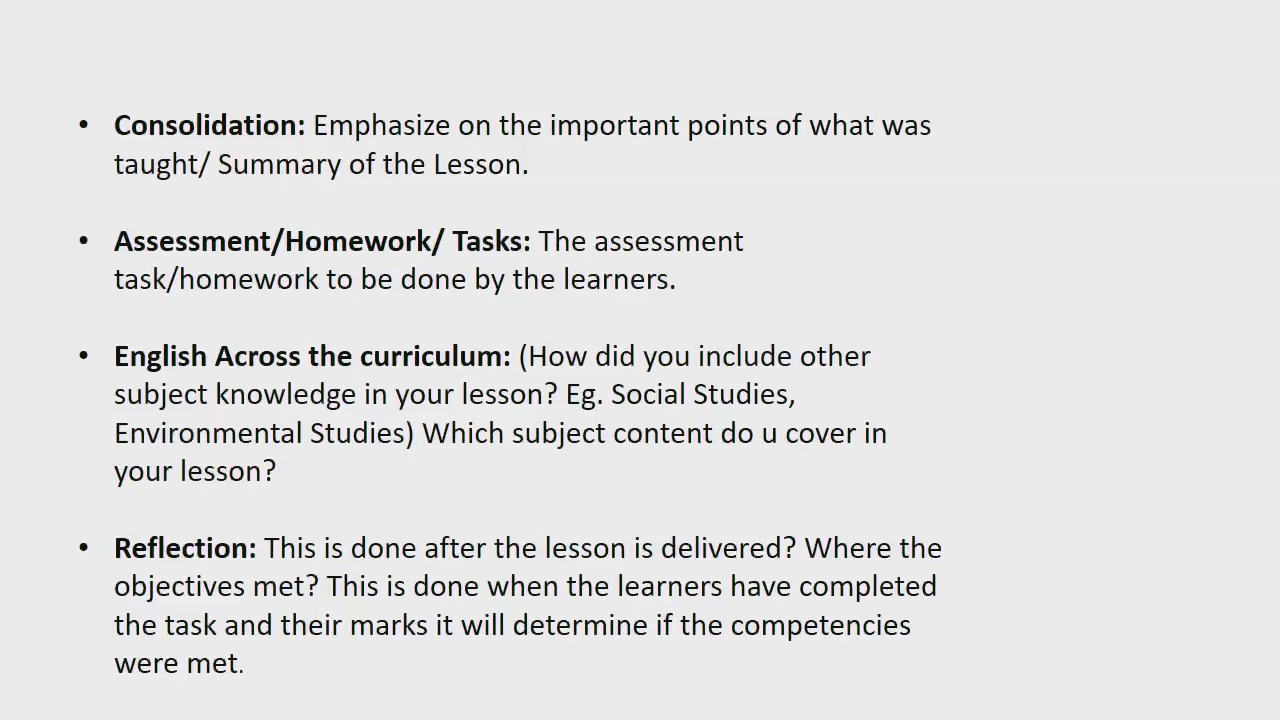 • Consolidation: Emphasize on the important points of what was
taught/ Summary of the Lesson.
• Assessment/Homework/ Tasks: The assessment
task/homework to be done by the learners.
• English Across the curriculum: (How did you include other
subject knowledge in your lesson? Eg. Social Studies,
Environmental Studies) Which subject content do u cover in
your lesson?
• Reflection: This is done after the lesson is delivered? Where the
objectives met? This is done when the learners have completed
the task and their marks it will determine if the competencies
were met.